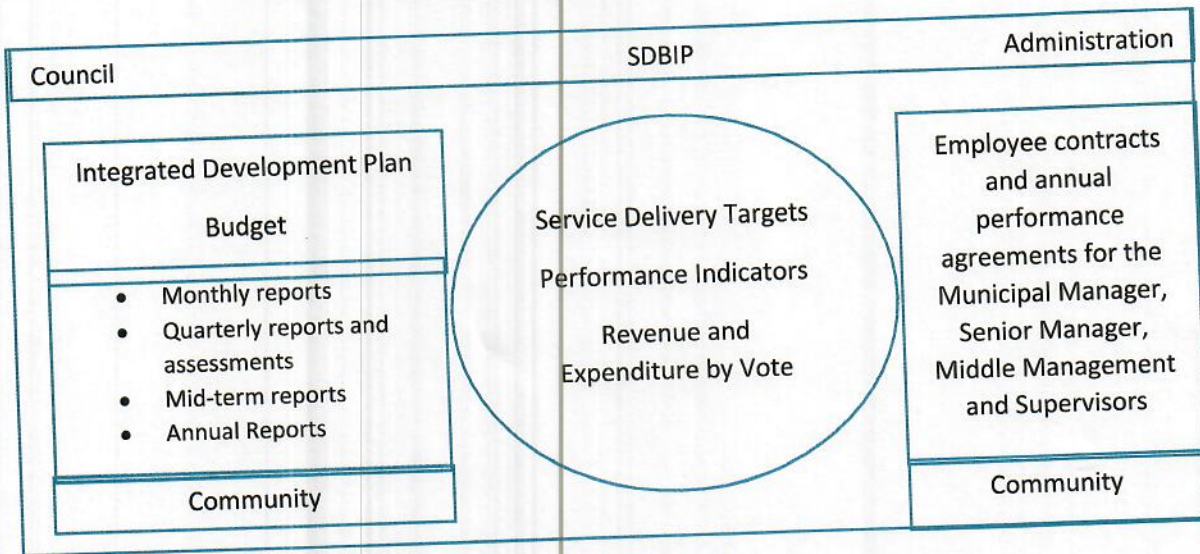 Council
SDBIP
Administration
Integrated Development Plan
Budget
• Monthly reports
• Quarterly reports and
assessments
• Mid-term reports
• Annual Reports
Community
Service Delivery Targets
Performance Indicators
Revenue and
Expenditure by Vote
Employee contracts
and annual
performance
agreements for the
Municipal Manager,
Senior Manager,
Middle Management
and Supervisors
Community